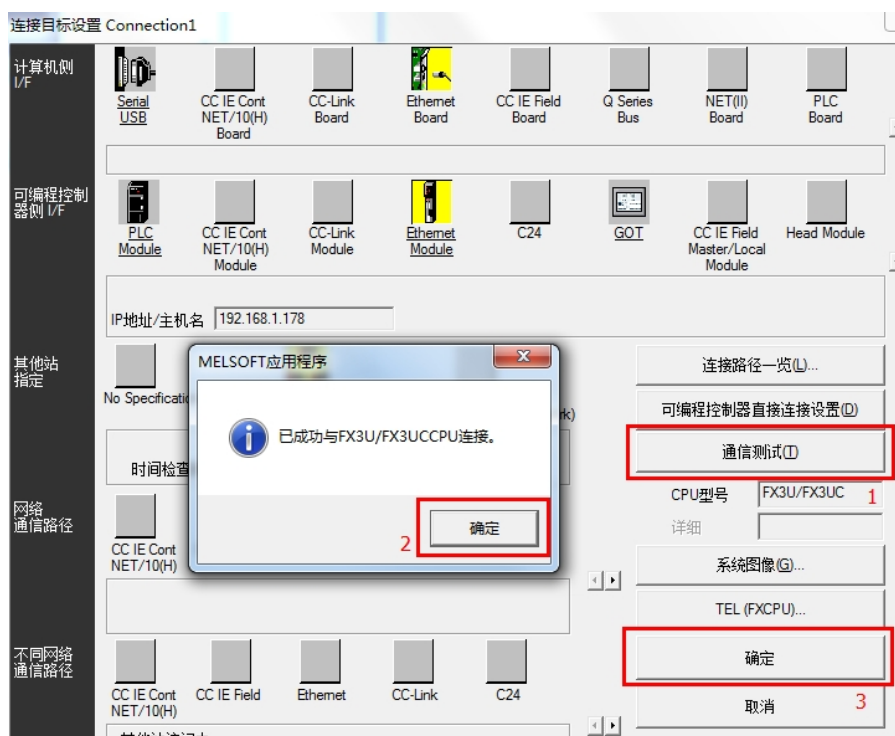 连接目标设置 Connection1
计算机侧
I/F
Serial
USB
CC IE Cont
NET/10(H)
Board
CC-Link
Board
Ethernet
Board
CC IE Field
Board
Q Series
Bus
NET(II)
Board
PLC
Board
可编程控制
器侧 I/F
PLC
Module
CC IE Cont
NET/10(H)
Module
CC-Link
Module
Ethernet
Module
C24
GOT
CC IE Field
Master/Local
Module
Head Module
IP地址/主机名 192.168.1.178
其他站
指定
No Specificatio
时间检查
MELSOFT应用程序
已成功与FX3U/FX3UCCPU连接。
2 确定
rk)
连接路径一览(L)...
可编程控制器直接连接设置(D)
通信测试(T)
CPU型号 FX3U/FX3UC 1
详细
系统图像(G)...
TEL (FXCPU)...
确定
取消 3
网络
通信路径
CC IE Cont
NET/10(H)
不同网络
通信路径
CC IE Cont
NET/10(H)
CC IE Field
Ethernet
CC-Link
C24